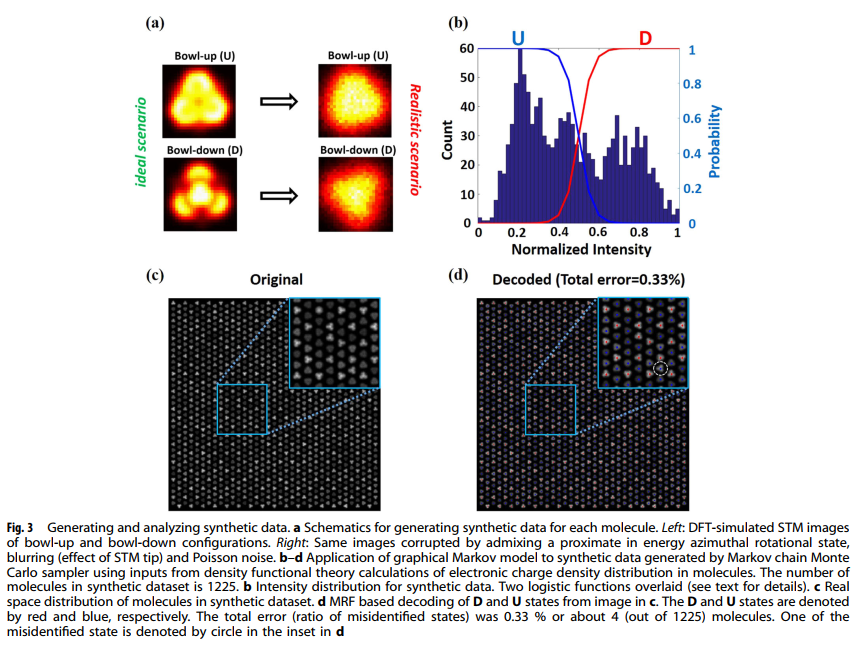 (a)
Bowl-up (U)
Bowl-up (U)
ideal scenario
Realistic scenario
Bowl-down (D)
Bowl-down (D)
(b)
U
D
60
50
40
30
20
10
0
Count
0
0.2
0.4
0.6
0.8
1
Normalized Intensity
1
0.8
0.6
0.4
0.2
0
Probability
(c)
Original
(d)
Decoded (Total error=0.33%)
Fig. 3 Generating and analyzing synthetic data. a Schematics for generating synthetic data for each molecule. Left: DFT-simulated STM images
of bowl-up and bowl-down configurations. Right: Same images corrupted by admixing a proximate in energy azimuthal rotational state,
blurring (effect of STM tip) and Poisson noise. b–d Application of graphical Markov model to synthetic data generated by Markov chain Monte
Carlo sampler using inputs from density functional theory calculations of electronic charge density distribution in molecules. The number of
molecules in synthetic dataset is 1225. b Intensity distribution for synthetic data. Two logistic functions overlaid (see text for details). c Real
space distribution of molecules in synthetic dataset. d MRF based decoding of D and U states from image in c. The D and U states are denoted
by red and blue, respectively. The total error (ratio of misidentified states) was 0.33 % or about 4 (out of 1225) molecules. One of the
misidentified state is denoted by circle in the inset in d